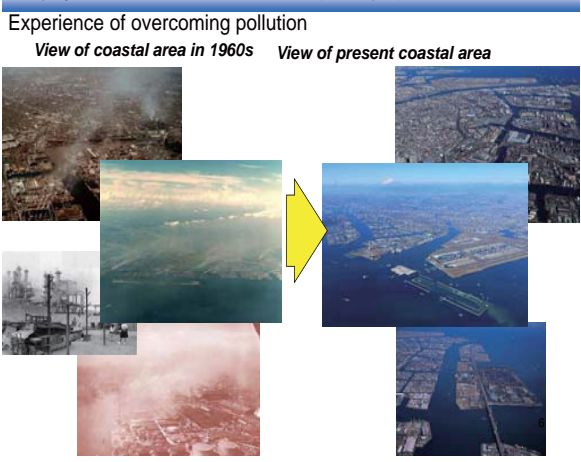 Experience of overcoming pollution
View of coastal area in 1960s
View of present coastal area
6